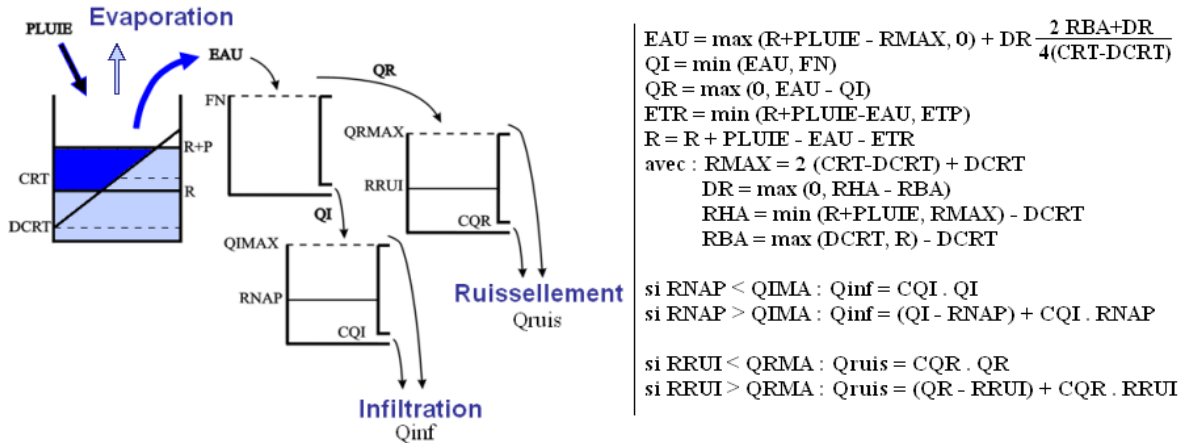 Evaporation
PLUIE
EAU
QR
FN
QRMAX
R+P
CRT
RRUI
R
QI
DCRT
CQR
QIMAX
RNAP
Ruissellement
Qruis
CQI
Infiltration
Qinf
EAU = max (R+PLUIE - RMAX, 0) + DR 2 RBA+DR / 4(CRT-DCRT)
QI = min (EAU, FN)
QR = max (0, EAU - QI)
ETR = min (R+PLUIE-EAU, ETP)
R = R + PLUIE - EAU - ETR
avec : RMAX = 2 (CRT-DCRT) + DCRT
DR = max (0, RHA - RBA)
RHA = min (R+PLUIE, RMAX) - DCRT
RBA = max (DCRT, R) - DCRT
si RNAP < QIMA : Qinf = CQI . QI
si RNAP > QIMA : Qinf = (QI - RNAP) + CQI . RNAP
si RRUI < QRMA : Qruis = CQR . QR
si RRUI > QRMA : Qruis = (QR - RRUI) + CQR . RRUI